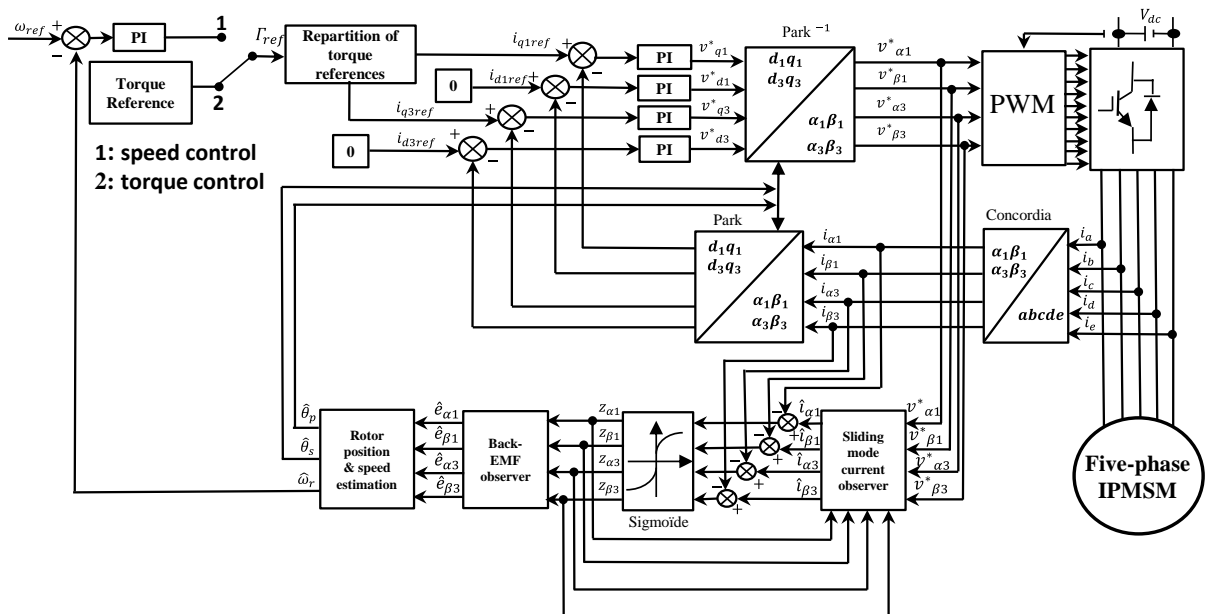 ω_ref
+
−
PI
1
Γ_ref
Torque
Reference
2
Repartition of
torque
references
i_q1ref
+
−
PI
v*_q1
0
i_d1ref
+
−
PI
v*_d1
i_q3ref
+
−
PI
v*_q3
0
i_d3ref
+
−
PI
v*_d3
Park ⁻¹
d₁q₁
d₃q₃
α₁β₁
α₃β₃
v*_α1
v*_β1
v*_α3
v*_β3
PWM
V_dc
1: speed control
2: torque control
Park
d₁q₁
d₃q₃
α₁β₁
α₃β₃
i_α1
i_β1
i_α3
i_β3
Concordia
α₁β₁
α₃β₃
abcde
i_a
i_b
i_c
i_d
i_e
θ̂_p
θ̂_s
ω̂_r
Rotor
position
& speed
estimation
ê_α1
ê_β1
ê_α3
ê_β3
Back-
EMF
observer
z_α1
z_β1
z_α3
z_β3
Sigmoïde
−
+
−
+
−
+
−
+
î_α1
î_β1
î_α3
î_β3
Sliding
mode
current
observer
v*_α1
v*_β1
v*_α3
v*_β3
Five-phase
IPMSM